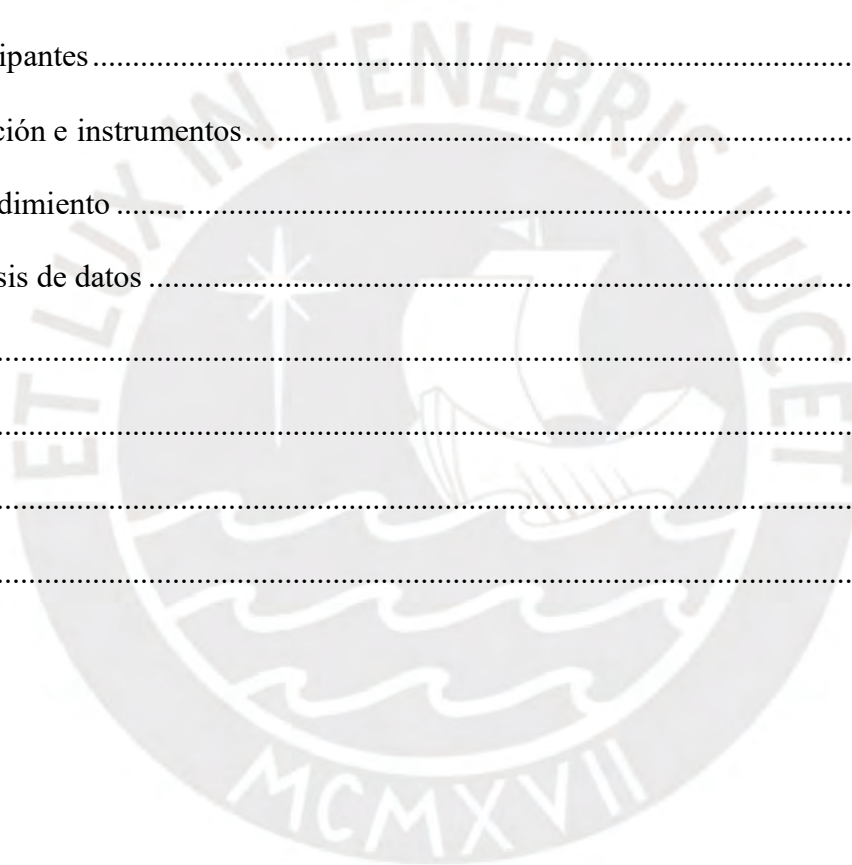 ipantes....................................................................................................
ción e instrumentos................................................................................
dimiento ................................................................................................
sis de datos ............................................................................................
................................................................................................................
................................................................................................................
................................................................................................................
................................................................................................................
ET LUX IN TENEBRIS LUCET
MCMXVII